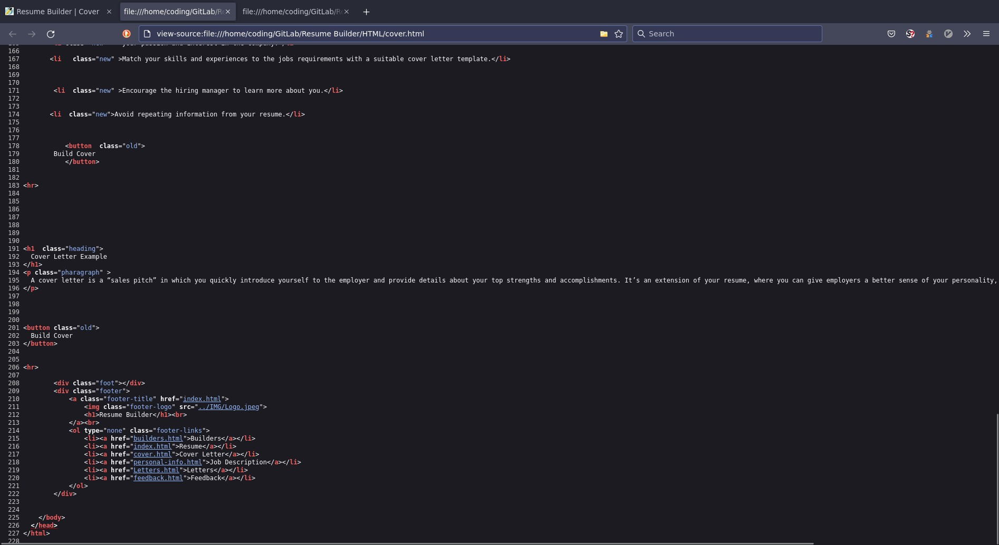 Resume Builder | Cover
file:///home/coding/GitLab/R
file:///home/coding/GitLab/R
view-source:file:///home/coding/GitLab/Resume Builder/HTML/cover.html
Search
166
167 <li class="new" >Match your skills and experiences to the jobs requirements with a suitable cover letter template.</li>
168
169
170
171 <li class="new" >Encourage the hiring manager to learn more about you.</li>
172
173
174 <li class="new">Avoid repeating information from your resume.</li>
175
176
177
178 <button class="old">
179 Build Cover
180 </button>
181
182
183 <hr>
184
185
186
187
188
189
190
191 <h1 class="heading">
192 Cover Letter Example
193 </h1>
194 <p class="pharagraph" >
195 A cover letter is a “sales pitch” in which you quickly introduce yourself to the employer and provide details about your top strengths and accomplishments. It’s an extension of your resume, where you can give employers a better sense of your personality,
196 </p>
197
198
199
200
201 <button class="old">
202 Build Cover
203 </button>
204
205
206 <hr>
207
208 <div class="foot"></div>
209 <div class="footer">
210 <a class="footer-title" href="index.html">
211 <img class="footer-logo" src="../IMG/Logo.jpeg">
212 <h1>Resume Builder</h1><br>
213 </a><br>
214 <ol type="none" class="footer-links">
215 <li><a href="builders.html">Builders</a></li>
216 <li><a href="index.html">Resume</a></li>
217 <li><a href="cover.html">Cover Letter</a></li>
218 <li><a href="personal-info.html">Job Description</a></li>
219 <li><a href="Letters.html">Letters</a></li>
220 <li><a href="feedback.html">Feedback</a></li>
221 </ol>
222 </div>
223
224
225 </body>
226 </head>
227 </html>
228